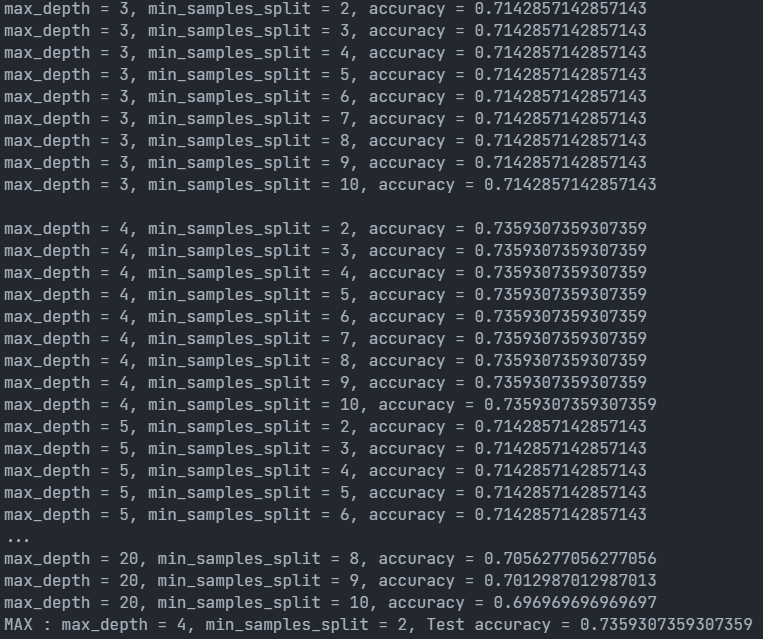 max_depth = 3, min_samples_split = 2, accuracy = 0.7142857142857143
max_depth = 3, min_samples_split = 3, accuracy = 0.7142857142857143
max_depth = 3, min_samples_split = 4, accuracy = 0.7142857142857143
max_depth = 3, min_samples_split = 5, accuracy = 0.7142857142857143
max_depth = 3, min_samples_split = 6, accuracy = 0.7142857142857143
max_depth = 3, min_samples_split = 7, accuracy = 0.7142857142857143
max_depth = 3, min_samples_split = 8, accuracy = 0.7142857142857143
max_depth = 3, min_samples_split = 9, accuracy = 0.7142857142857143
max_depth = 3, min_samples_split = 10, accuracy = 0.7142857142857143
max_depth = 4, min_samples_split = 2, accuracy = 0.7359307359307359
max_depth = 4, min_samples_split = 3, accuracy = 0.7359307359307359
max_depth = 4, min_samples_split = 4, accuracy = 0.7359307359307359
max_depth = 4, min_samples_split = 5, accuracy = 0.7359307359307359
max_depth = 4, min_samples_split = 6, accuracy = 0.7359307359307359
max_depth = 4, min_samples_split = 7, accuracy = 0.7359307359307359
max_depth = 4, min_samples_split = 8, accuracy = 0.7359307359307359
max_depth = 4, min_samples_split = 9, accuracy = 0.7359307359307359
max_depth = 4, min_samples_split = 10, accuracy = 0.7359307359307359
max_depth = 5, min_samples_split = 2, accuracy = 0.7142857142857143
max_depth = 5, min_samples_split = 3, accuracy = 0.7142857142857143
max_depth = 5, min_samples_split = 4, accuracy = 0.7142857142857143
max_depth = 5, min_samples_split = 5, accuracy = 0.7142857142857143
max_depth = 5, min_samples_split = 6, accuracy = 0.7142857142857143
...
max_depth = 20, min_samples_split = 8, accuracy = 0.7056277056277056
max_depth = 20, min_samples_split = 9, accuracy = 0.7012987012987013
max_depth = 20, min_samples_split = 10, accuracy = 0.696969696969697
MAX : max_depth = 4, min_samples_split = 2, Test accuracy = 0.7359307359307359